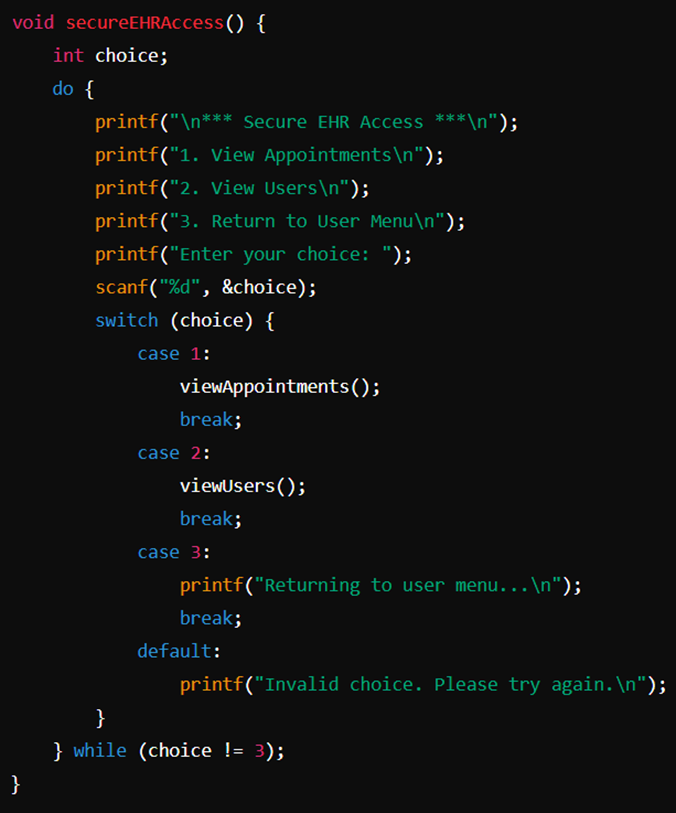 void secureEHRAccess() {
    int choice;
    do {
        printf("\n*** Secure EHR Access ***\n");
        printf("1. View Appointments\n");
        printf("2. View Users\n");
        printf("3. Return to User Menu\n");
        printf("Enter your choice: ");
        scanf("%d", &choice);
        switch (choice) {
            case 1:
                viewAppointments();
                break;
            case 2:
                viewUsers();
                break;
            case 3:
                printf("Returning to user menu...\n");
                break;
            default:
                printf("Invalid choice. Please try again.\n");
        }
    } while (choice != 3);
}